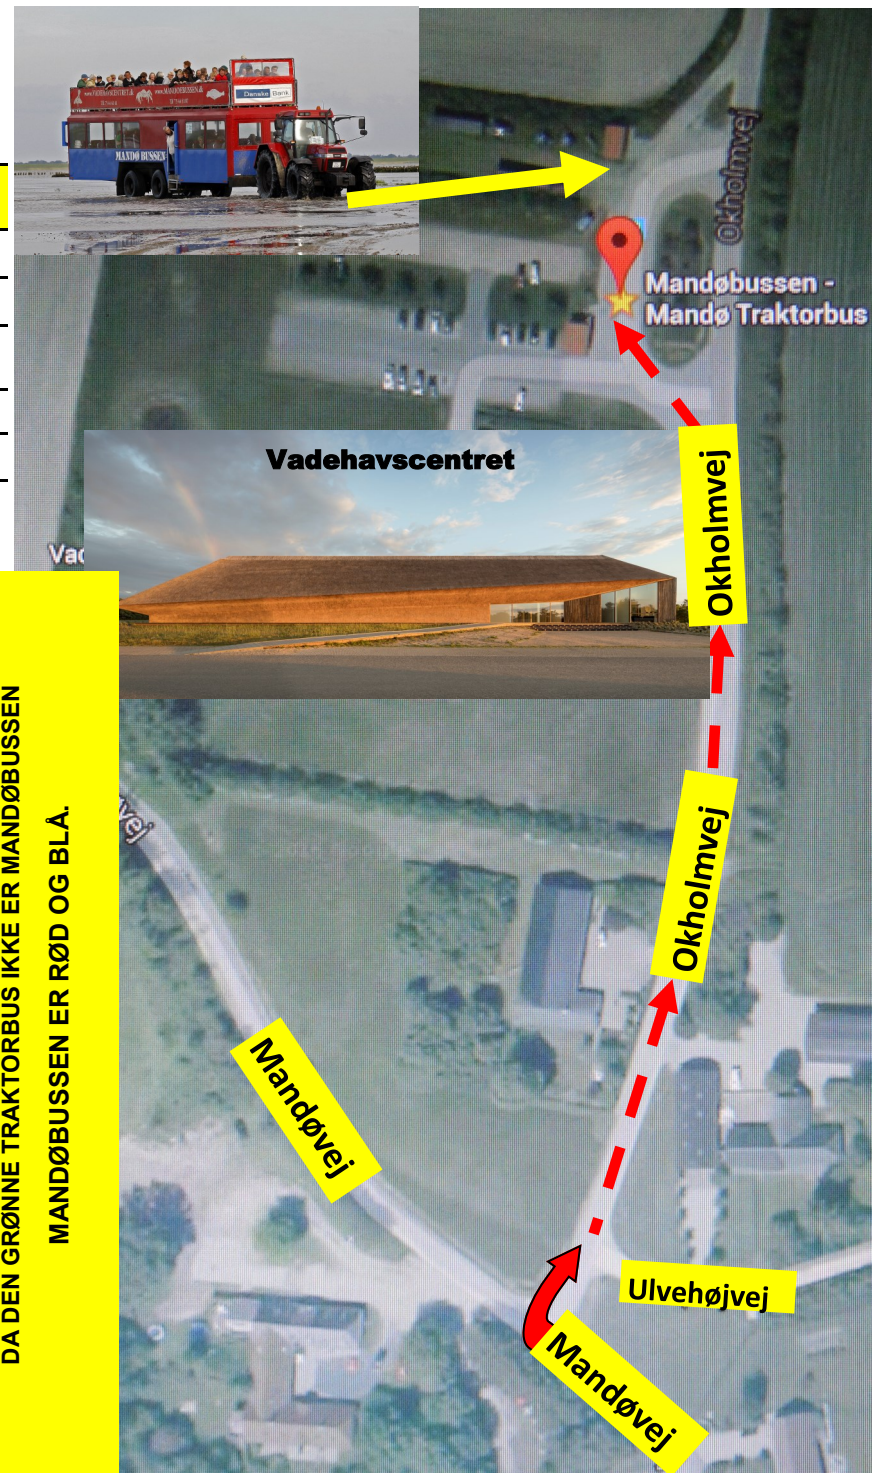 Danske Bank
MANDØ BUSSEN
Okholmvej
Mandøbussen -
Mandø Traktorbus
Vadehavscentret
Okholmvej
Okholmvej
Mandøvej
Ulvehøjvej
Mandøvej
DA DEN GRØNNE TRAKTORBUS IKKE ER MANDØBUSSEN
MANDØBUSSEN ER RØD OG BLÅ.